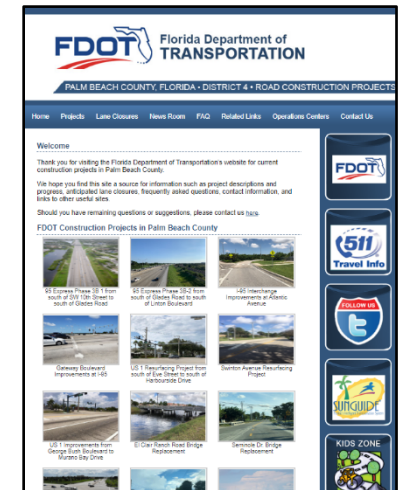 FDOT
Florida Department of
TRANSPORTATION
PALM BEACH COUNTY, FLORIDA • DISTRICT 4 • ROAD CONSTRUCTION PROJECTS
Home Projects Lane Closures News Room FAQ Related Links Operations Centers Contact Us
Welcome
Thank you for visiting the Florida Department of Transportation's website for current
construction projects in Palm Beach County.
We hope you find this site a source for information such as project descriptions and
progress, anticipated lane closures, frequently asked questions, contact information, and
links to other useful sites.
Should you have remaining questions or suggestions, please contact us here.
FDOT Construction Projects in Palm Beach County
95 Express Phase 3B-1 from
south of SW 10th Street to
south of Glades Road
95 Express Phase 3B-2 from
south of Glades Road to south
of Linton Boulevard
I-95 Interchange
Improvements at Atlantic
Avenue
Gateway Boulevard
Improvements at I-95
US 1 Resurfacing Project from
south of Eve Street to south of
Harbourside Drive
Swinton Avenue Resurfacing
Project
US 1 Improvements from
George Bush Boulevard to
Murano Bay Drive
El Clair Ranch Road Bridge
Replacement
Seminole Dr. Bridge
Replacement
FDOT
511
Travel Info
FOLLOW US
t
SUNGUIDE
KIDS ZONE